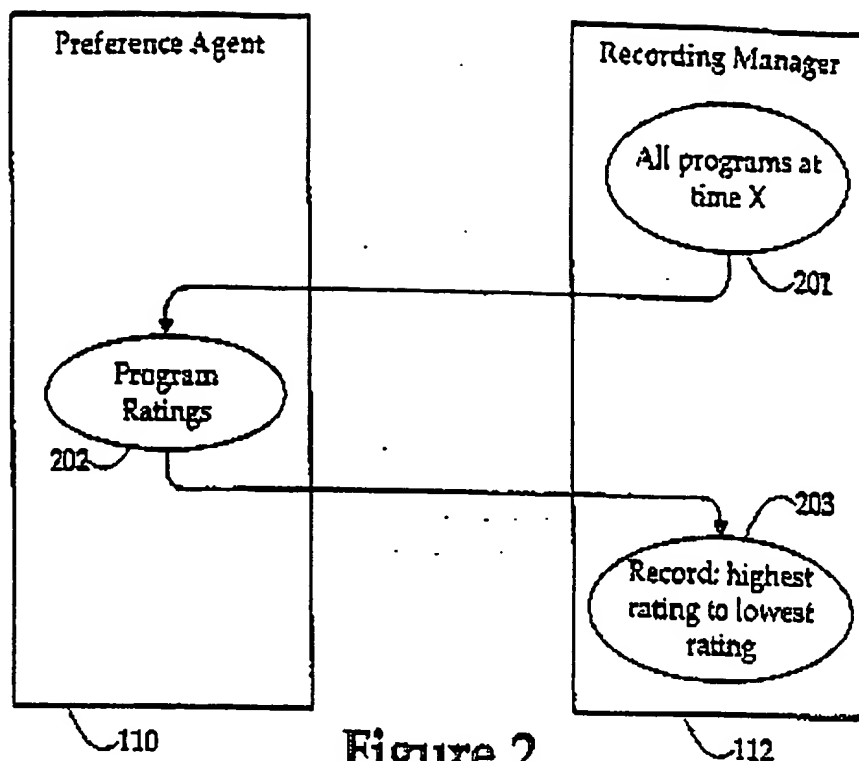 Preference Agent
Recording Manager
All programs at
time X
201
Program
Ratings
202
203
Record: highest
rating to lowest
rating
110
Figure 2
112